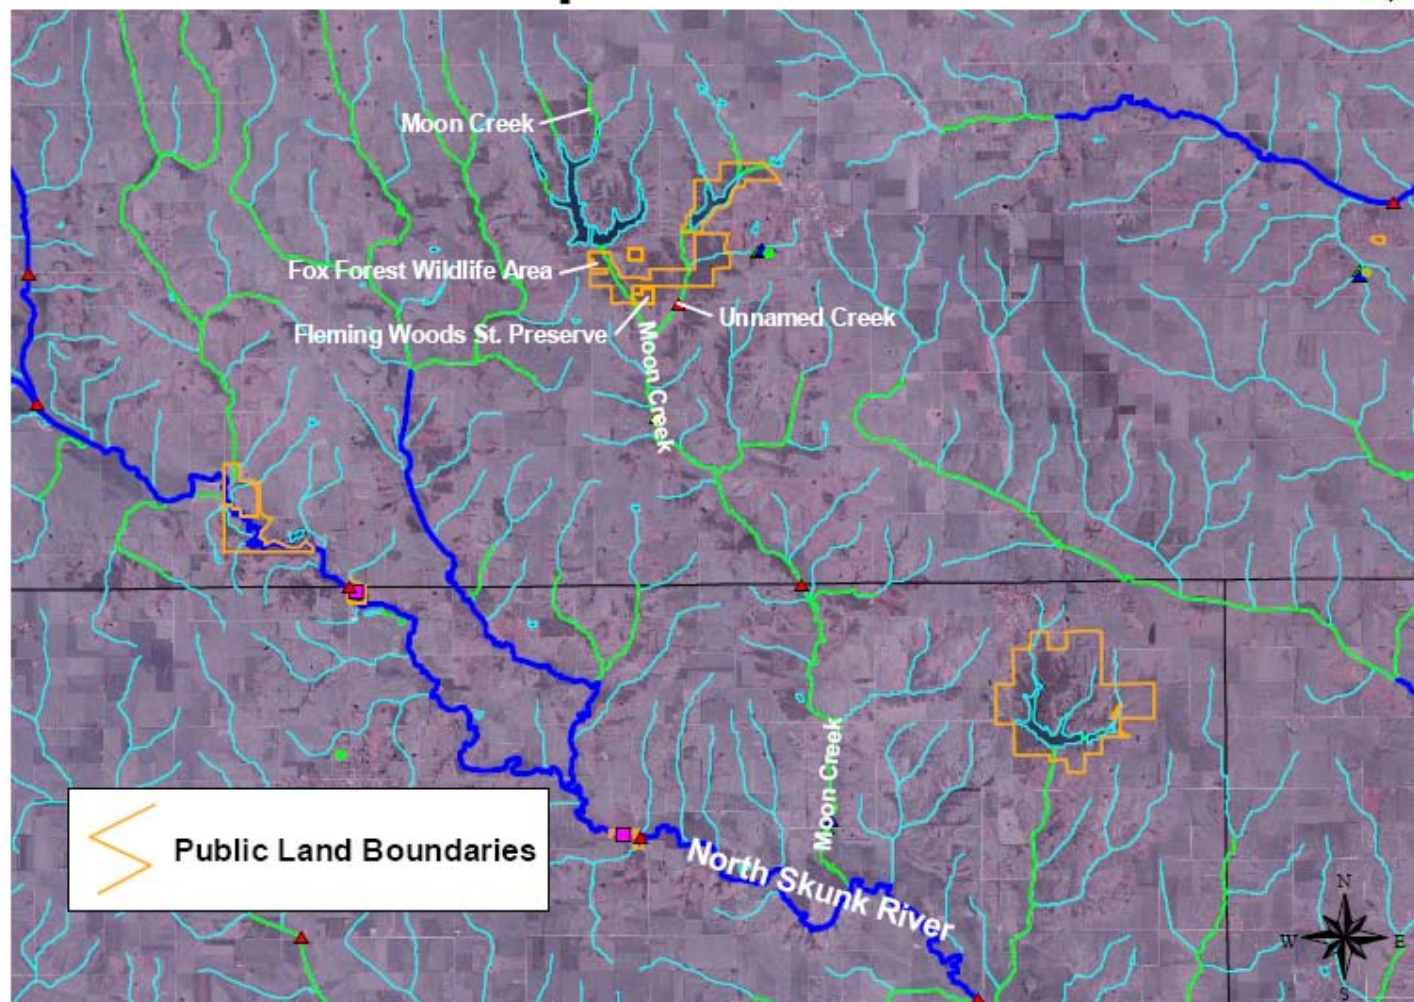 Moon Creek
Fox Forest Wildlife Area
Fleming Woods St. Preserve
Unnamed Creek
Moon Creek
Moon Creek
Public Land Boundaries
North Skunk River
N
W
E
S